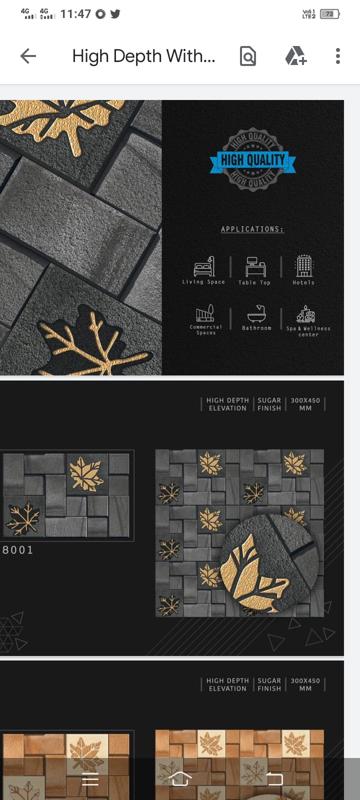 4G 4G 11:47
Vo1 LTE2 73
High Depth With...
HIGH QUALITY
HIGH QUALITY
HIGH QUALITY
APPLICATIONS:
Living Space | Table Top | Hotels
Commercial Spaces | Bathroom | Spa & Wellness center
| HIGH DEPTH | SUGAR | 300X450
ELEVATION | FINISH | MM
8001
| HIGH DEPTH | SUGAR | 300X450
ELEVATION | FINISH | MM